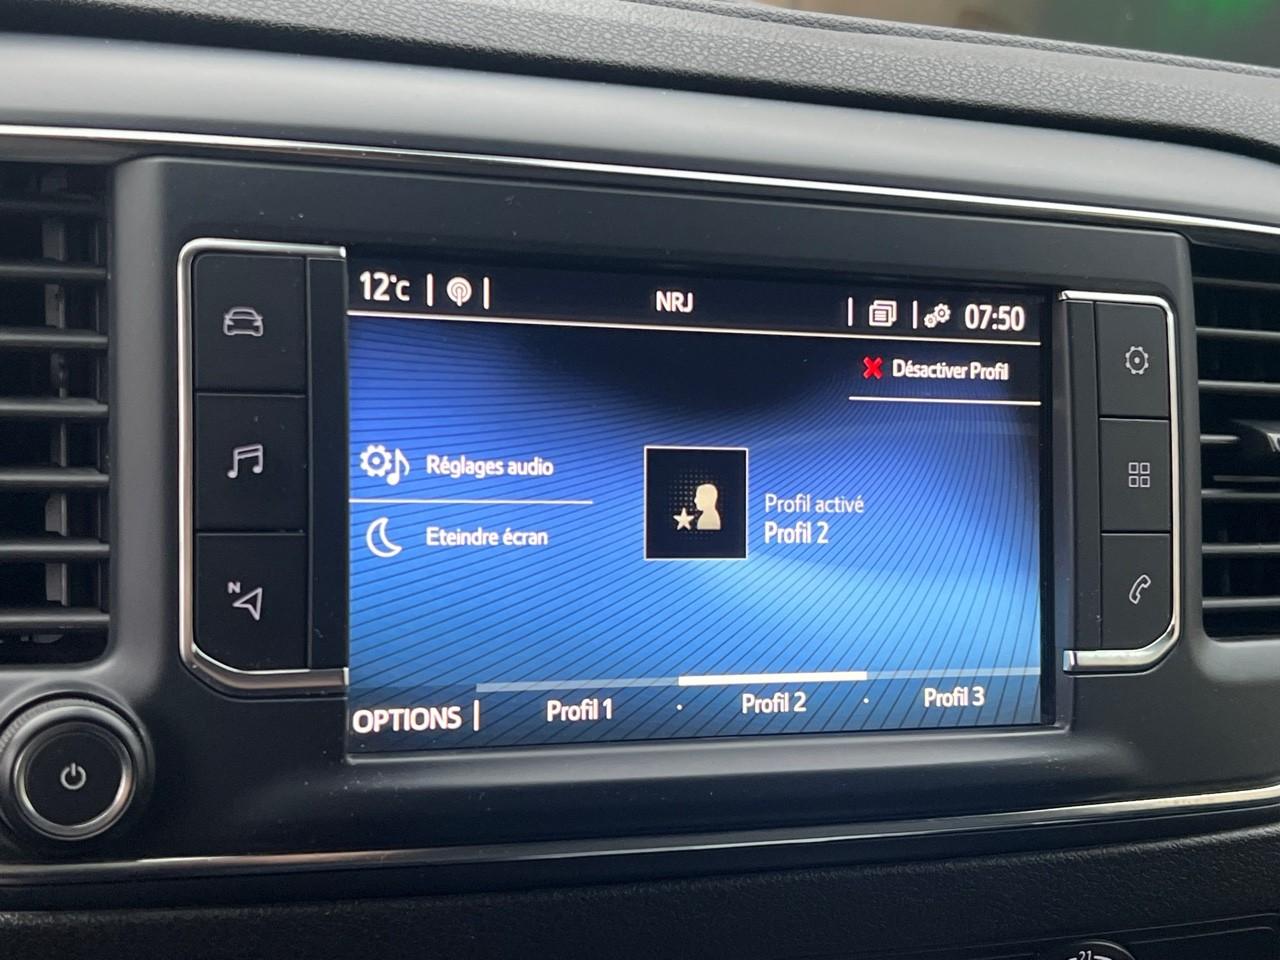 12°c
NRJ
07:50
Désactiver Profil
Réglages audio
Eteindre écran
Profil activé
Profil 2
OPTIONS
Profil 1
Profil 2
Profil 3
N
21